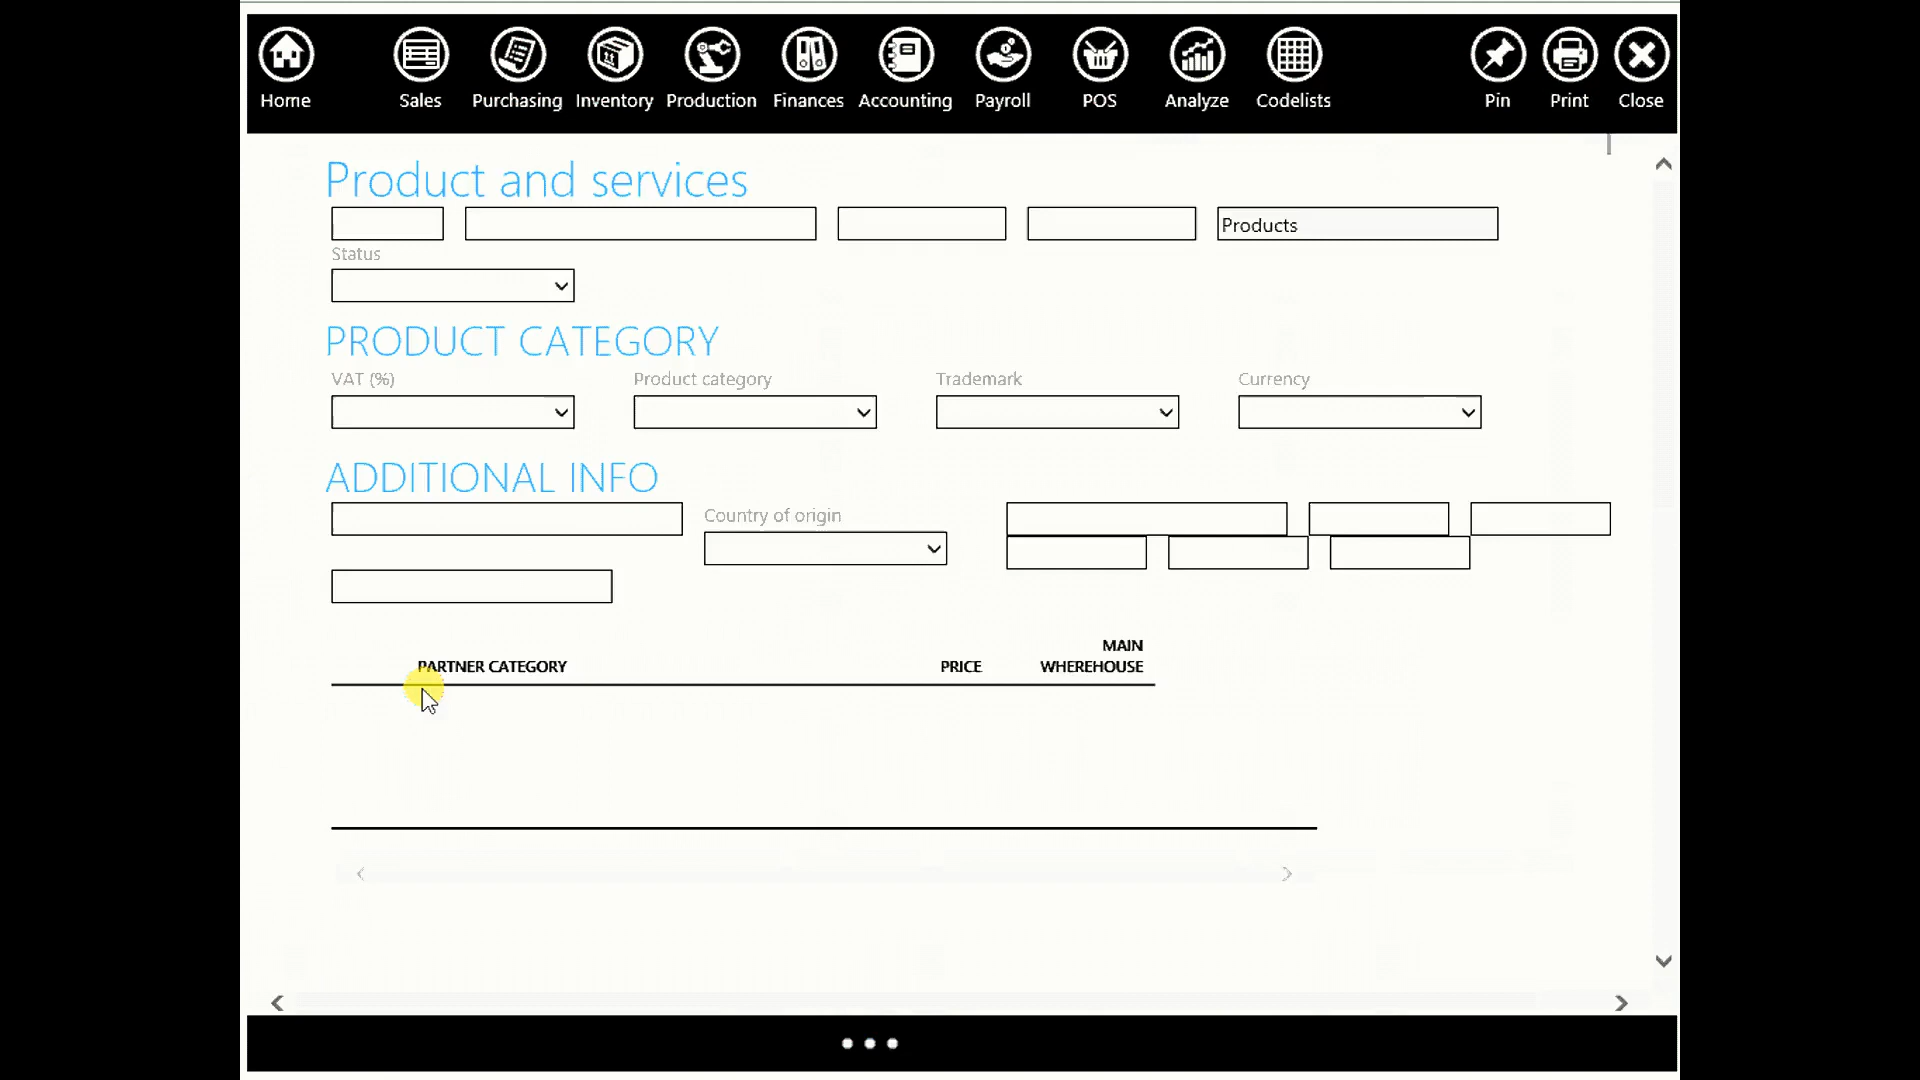 Home Sales Purchasing Inventory Production Finances Accounting Payroll POS Analyze Codelists Pin Print Close
Product and services
Products
Status
PRODUCT CATEGORY
VAT (%) Product category Trademark Currency
ADDITIONAL INFO
Country of origin
MAIN
PARTNER CATEGORY PRICE WHEREHOUSE